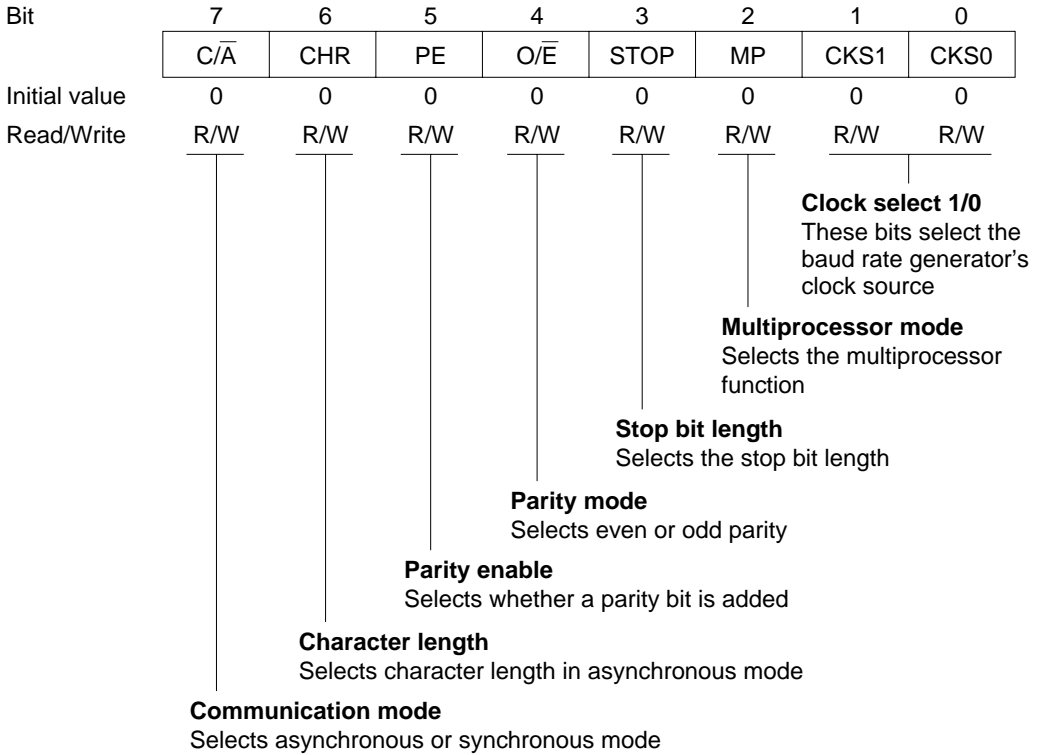 Bit 7 6 5 4 3 2 1 0
C/A̅ CHR PE O/E̅ STOP MP CKS1 CKS0
Initial value 0 0 0 0 0 0 0 0
Read/Write R/W R/W R/W R/W R/W R/W R/W R/W
Clock select 1/0
These bits select the
baud rate generator's
clock source
Multiprocessor mode
Selects the multiprocessor
function
Stop bit length
Selects the stop bit length
Parity mode
Selects even or odd parity
Parity enable
Selects whether a parity bit is added
Character length
Selects character length in asynchronous mode
Communication mode
Selects asynchronous or synchronous mode